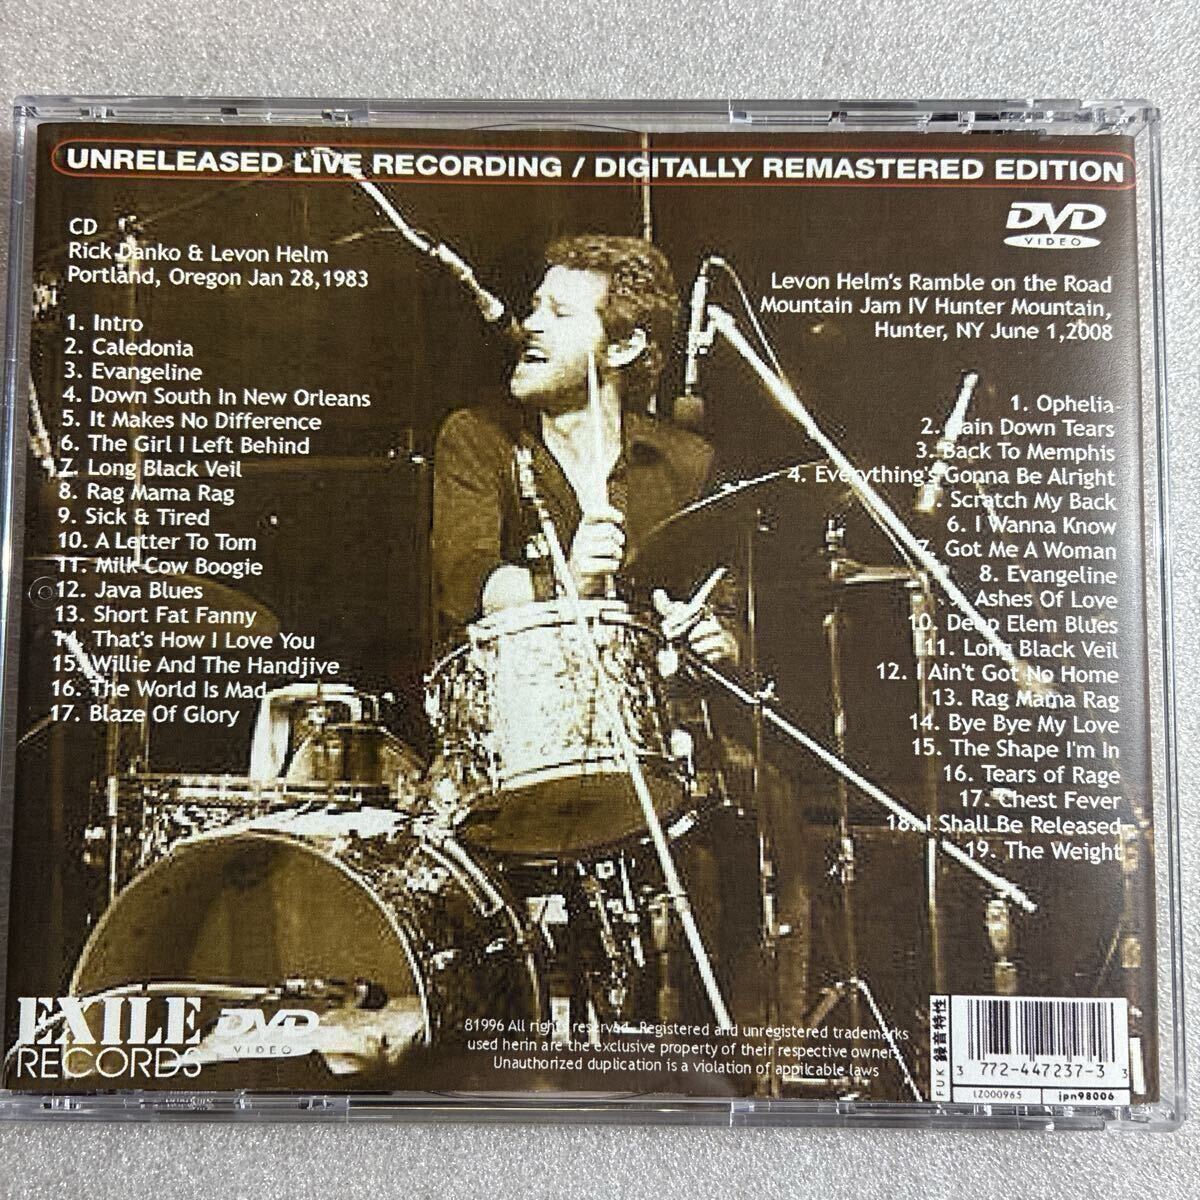 UNRELEASED LIVE RECORDING / DIGITALLY REMASTERED EDITION
CD
Rick Danko & Levon Helm
Portland, Oregon Jan 28,1983
1. Intro
2. Caledonia
3. Evangeline
4. Down South In New Orleans
5. It Makes No Difference
6. The Girl I Left Behind
7. Long Black Veil
8. Rag Mama Rag
9. Sick & Tired
10. A Letter To Tom
11. Milk Cow Boogie
12. Java Blues
13. Short Fat Fanny
14. That's How I Love You
15. Willie And The Handjive
16. The World Is Mad
17. Blaze Of Glory
DVD
VIDEO
Levon Helm's Ramble on the Road
Mountain Jam IV Hunter Mountain,
Hunter, NY June 1,2008
1. Ophelia
2. Rain Down Tears
3. Back To Memphis
4. Everything's Gonna Be Alright
5. Scratch My Back
6. I Wanna Know
7. Got Me A Woman
8. Evangeline
9. Ashes Of Love
10. Deep Elem Blues
11. Long Black Veil
12. I Ain't Got No Home
13. Rag Mama Rag
14. Bye Bye My Love
15. The Shape I'm In
16. Tears of Rage
17. Chest Fever
18. I Shall Be Released
19. The Weight
EXILE
RECORDS
DVD
VIDEO
81996 All rights reserved. Registered and unregistered trademarks
used herin are the exclusive property of their respective owners
Unauthorized duplication is a violation of applicable laws
FUK 録音特性
3 772-447237-3 3
LZ000965
jpn98006